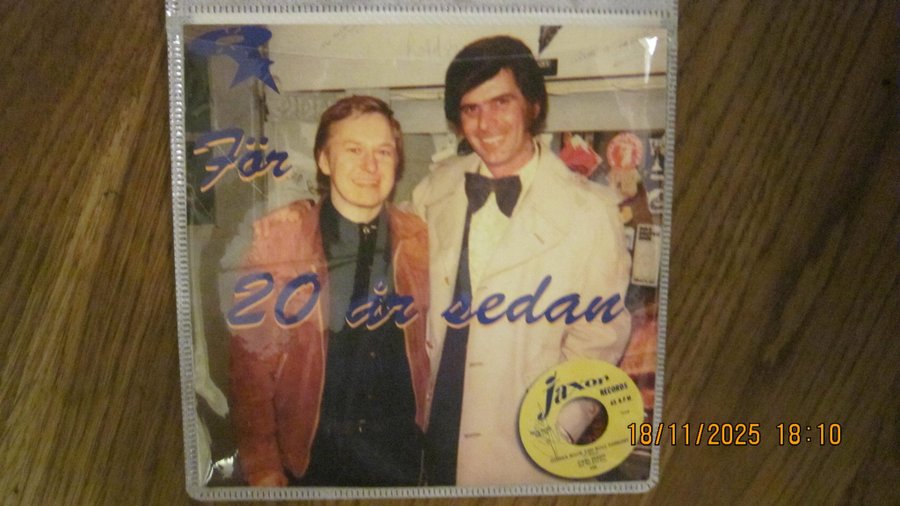 För
20 år sedan
Jaxon
RECORDS
45 R.P.M.
18/11/2025 18:10